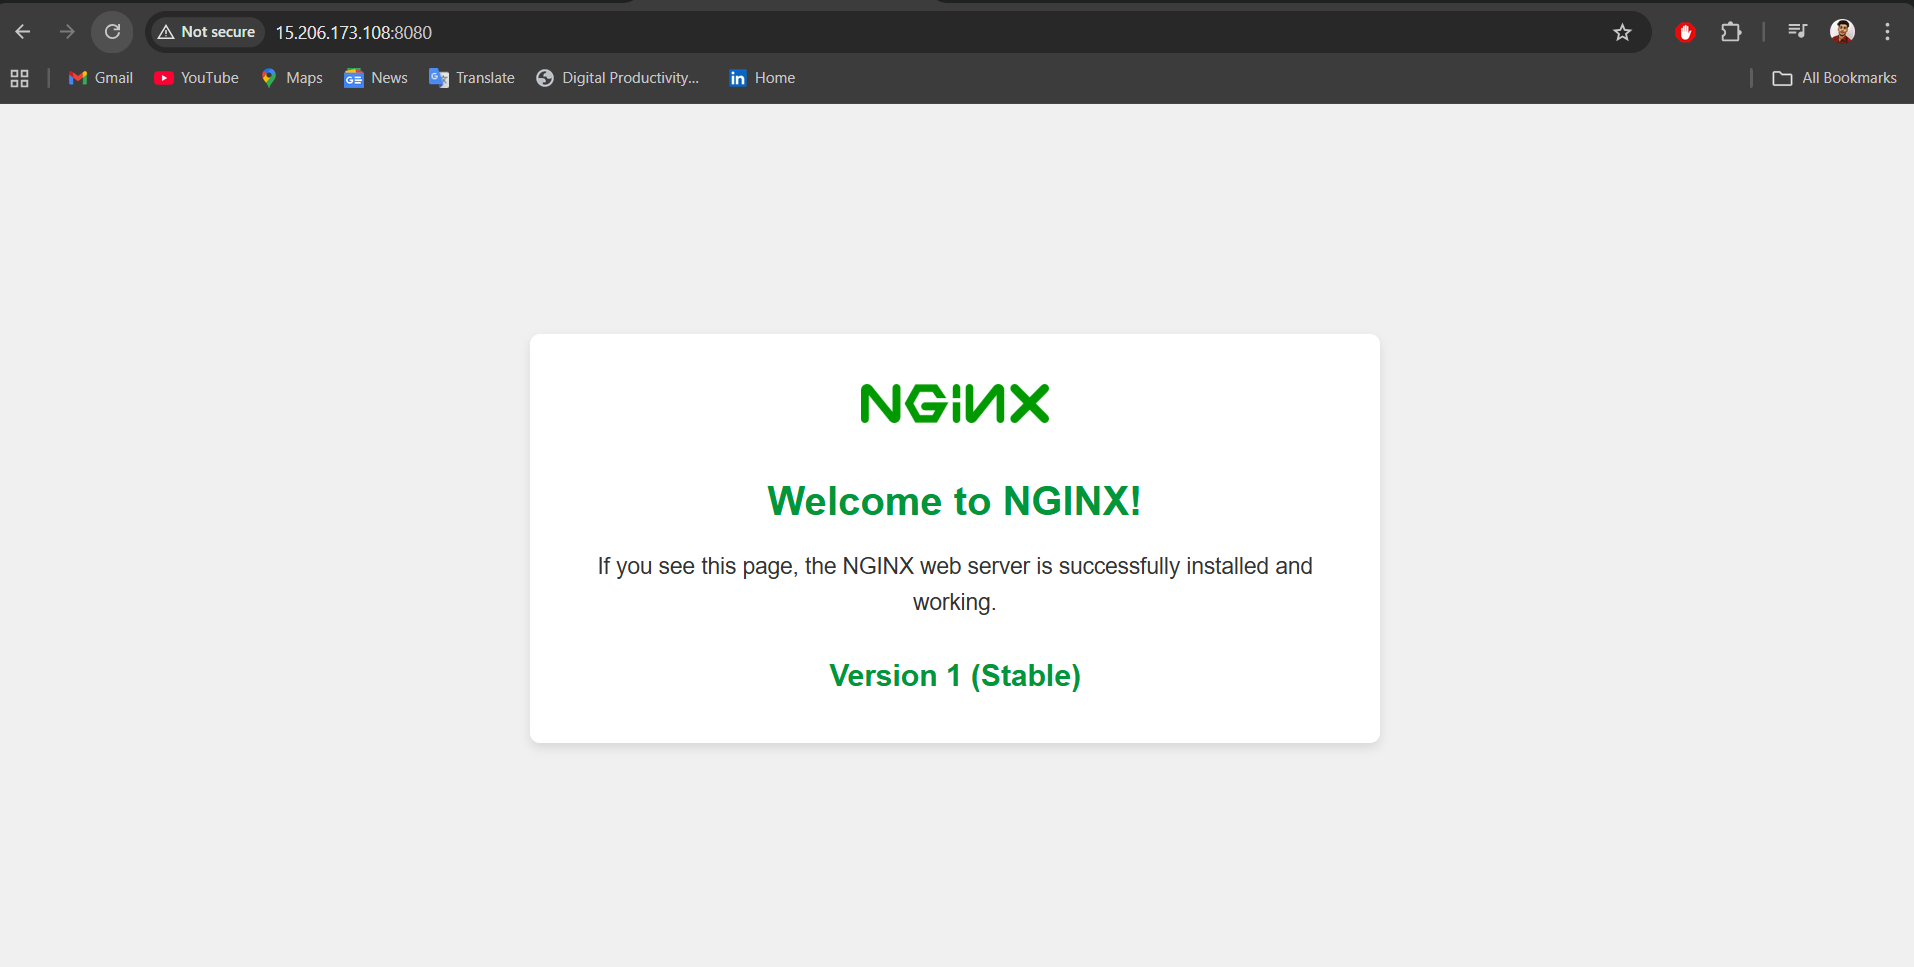 Not secure
15.206.173.108:8080
Gmail
YouTube
Maps
News
Translate
Digital Productivity...
Home
All Bookmarks
NGINX
Welcome to NGINX!
If you see this page, the NGINX web server is successfully installed and
working.
Version 1 (Stable)